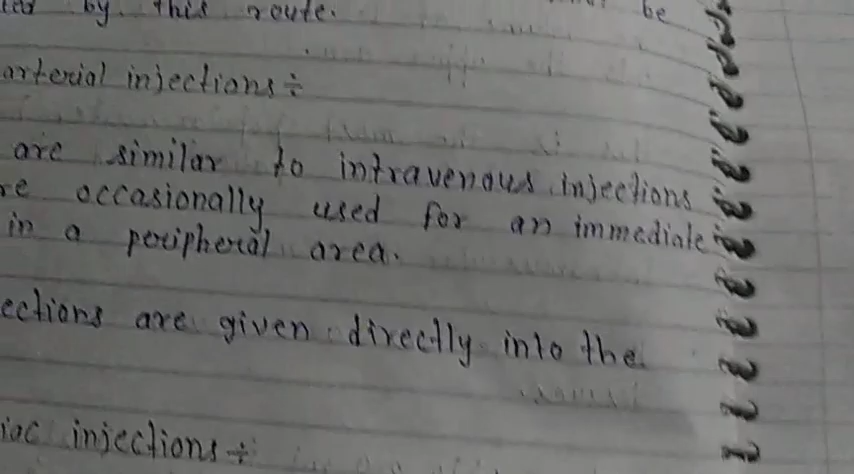 by this route. be
arterial injections ÷
are similar to intravenous injections
re occasionally used for an immediate
in a peripheral area.
ections are given directly into the
iac injections ÷